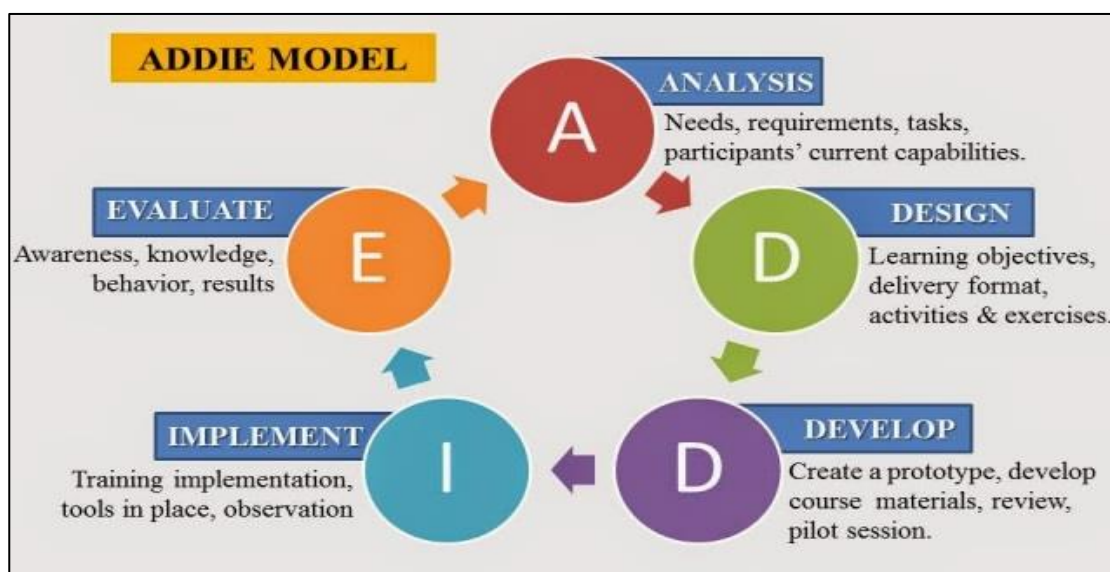 ADDIE MODEL
A
ANALYSIS
Needs, requirements, tasks,
participants’ current capabilities.
D
DESIGN
Learning objectives,
delivery format,
activities & exercises.
D
DEVELOP
Create a prototype, develop
course materials, review,
pilot session.
I
IMPLEMENT
Training implementation,
tools in place, observation
E
EVALUATE
Awareness, knowledge,
behavior, results